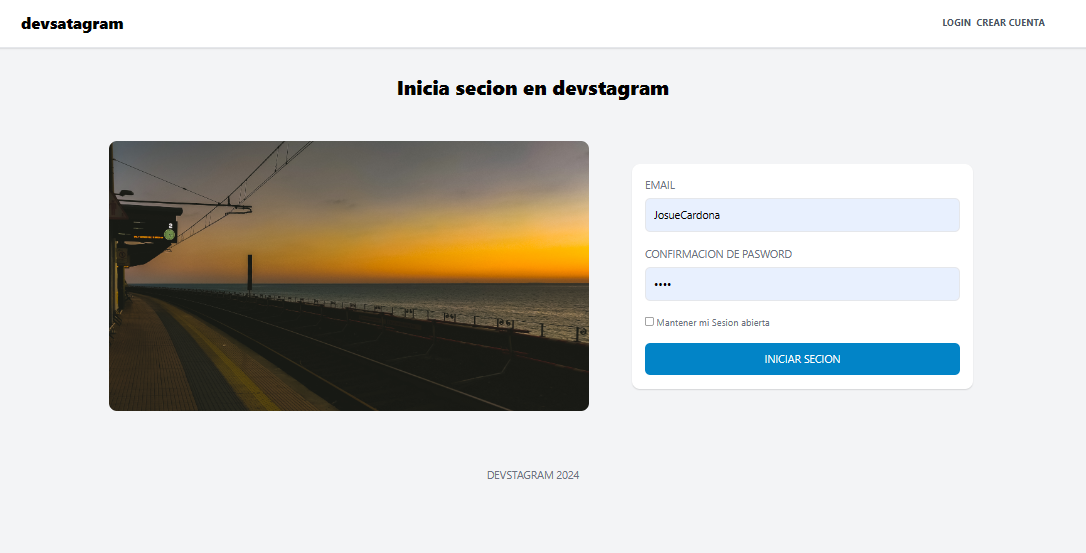 devsatagram
LOGIN CREAR CUENTA
Inicia secion en devstagram
EMAIL
JosueCardona
CONFIRMACION DE PASWORD
••••
Mantener mi Sesion abierta
INICIAR SECION
DEVSTAGRAM 2024